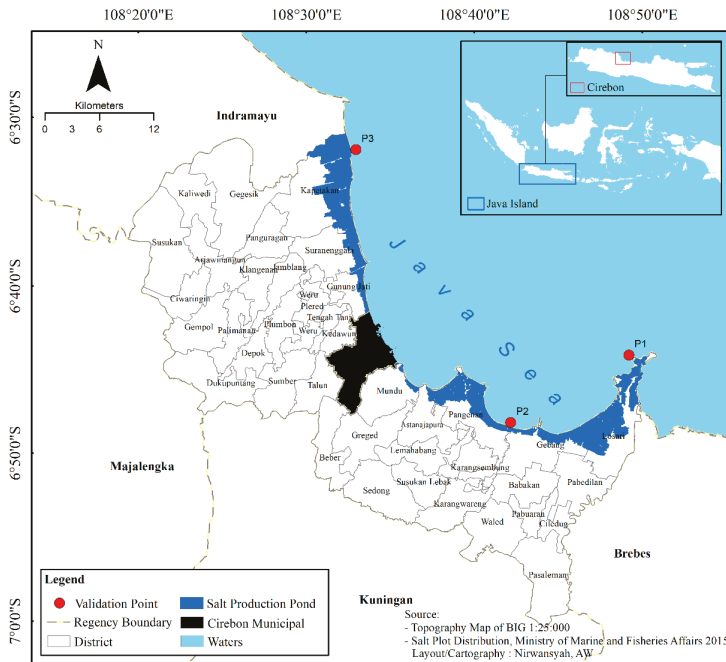 108°20'0"E
108°30'0"E
108°40'0"E
108°50'0"E
6°30'0"S
6°40'0"S
6°50'0"S
7°0'0"S
N
Kilometers
0 3 6 12
Indramayu
P3
Cirebon
Java Island
Kapetakan
Kaliwedi
Gegesik
Susukan
Panguragan
Suranenggala
Arjawinangun
Klangenan
Jamblang
Gunung Jati
Ciwaringin
Weru
Plered
Tengah Tani
Gempol
Palimanan
Plumbon
Weru
Kedawung
Depok
Dukupuntang
Sumber
Talun
Mundu
Java Sea
P1
P2
Pangenan
Astanajapura
Gebang
Losari
Greged
Lemahabang
Beber
Karangsembung
Susukan Lebak
Babakan
Pabedilan
Sedong
Karangwareng
Waled
Pabuaran
Ciledug
Pasaleman
Majalengka
Brebes
Kuningan
Legend
Validation Point
Regency Boundary
District
Salt Production Pond
Cirebon Municipal
Waters
Source:
- Topography Map of BIG 1:25:000
- Salt Plot Distribution, Ministry of Marine and Fisheries Affairs 2015
Layout/Cartography : Nirwansyah, AW